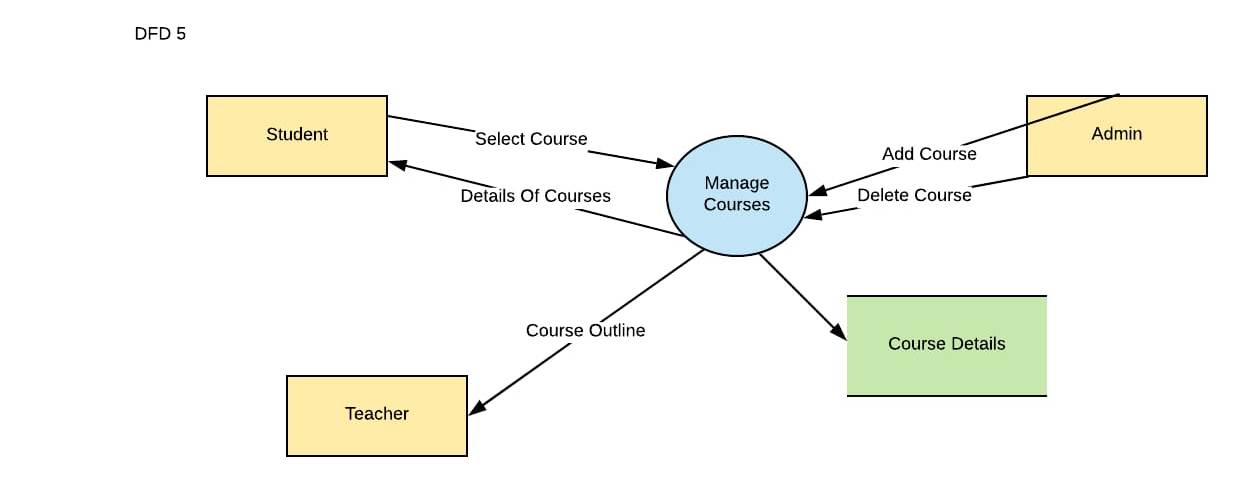 DFD 5
Student
Select Course
Details Of Courses
Manage
Courses
Add Course
Delete Course
Admin
Course Outline
Course Details
Teacher